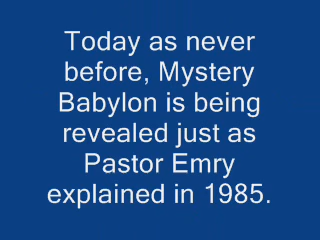 Today as never
before, Mystery
Babylon is being
revealed just as
Pastor Emry
explained in 1985.